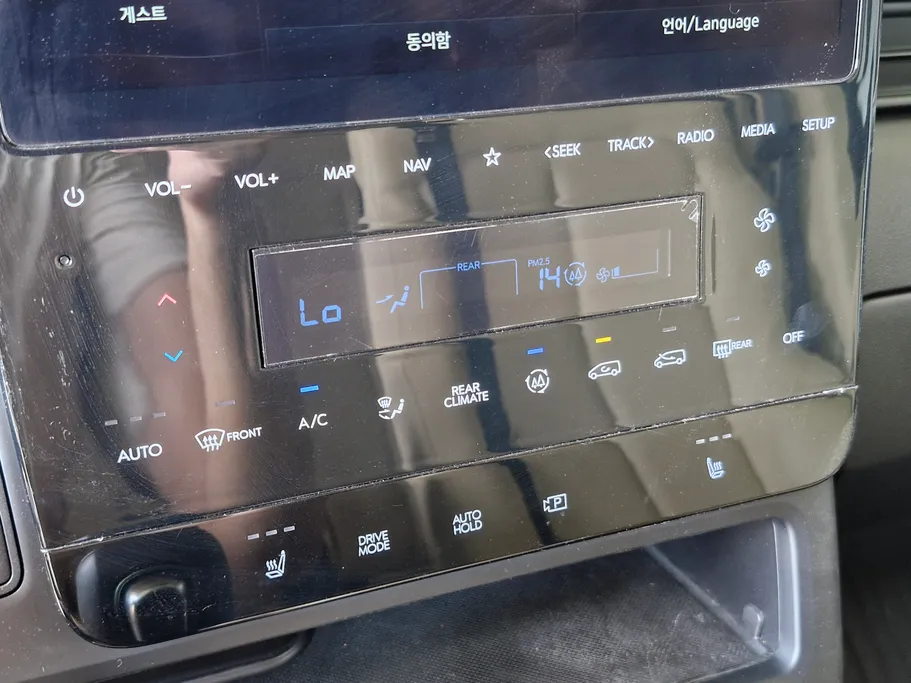 게스트
동의함
언어/Language
VOL-
VOL+
MAP
NAV
<SEEK
TRACK>
RADIO
MEDIA
SETUP
Lo
REAR
PM2.5
14
AUTO
FRONT
A/C
REAR
CLIMATE
REAR
OFF
DRIVE
MODE
AUTO
HOLD
P